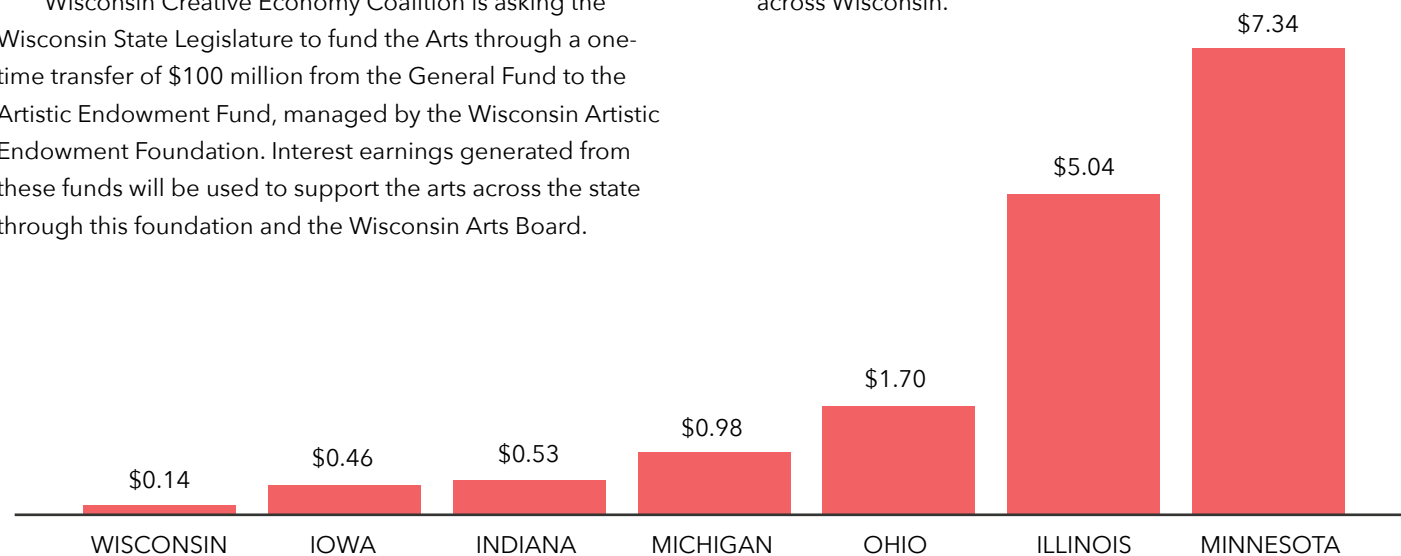 Wisconsin Creative Economy Coalition is asking the
Wisconsin State Legislature to fund the Arts through a one-
time transfer of $100 million from the General Fund to the
Artistic Endowment Fund, managed by the Wisconsin Artistic
Endowment Foundation. Interest earnings generated from
these funds will be used to support the arts across the state
through this foundation and the Wisconsin Arts Board.
across Wisconsin.
$0.14
$0.46
$0.53
$0.98
$1.70
$5.04
$7.34
WISCONSIN
IOWA
INDIANA
MICHIGAN
OHIO
ILLINOIS
MINNESOTA